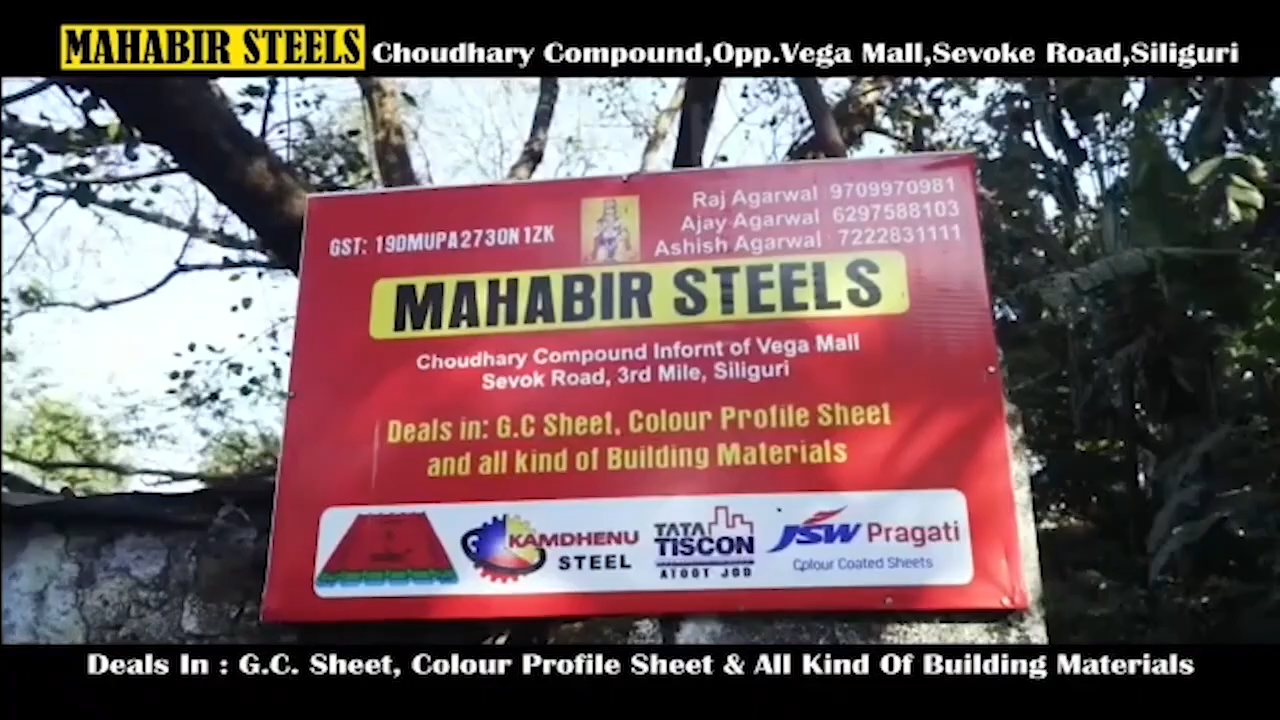 MAHABIR STEELS Choudhary Compound,Opp.Vega Mall,Sevoke Road,Siliguri
Raj Agarwal 9709970981
Ajay Agarwal 6297588103
Ashish Agarwal 7222831111
GST: 19DMUPA2730N1ZK
MAHABIR STEELS
Choudhary Compound Infornt of Vega Mall
Sevok Road, 3rd Mile, Siliguri
Deals in: G.C Sheet, Colour Profile Sheet
and all kind of Building Materials
KAMDHENU
STEEL
TATA
TISCON
JSW Pragati
Colour Coated Sheets
Deals In : G.C. Sheet, Colour Profile Sheet & All Kind Of Building Materials